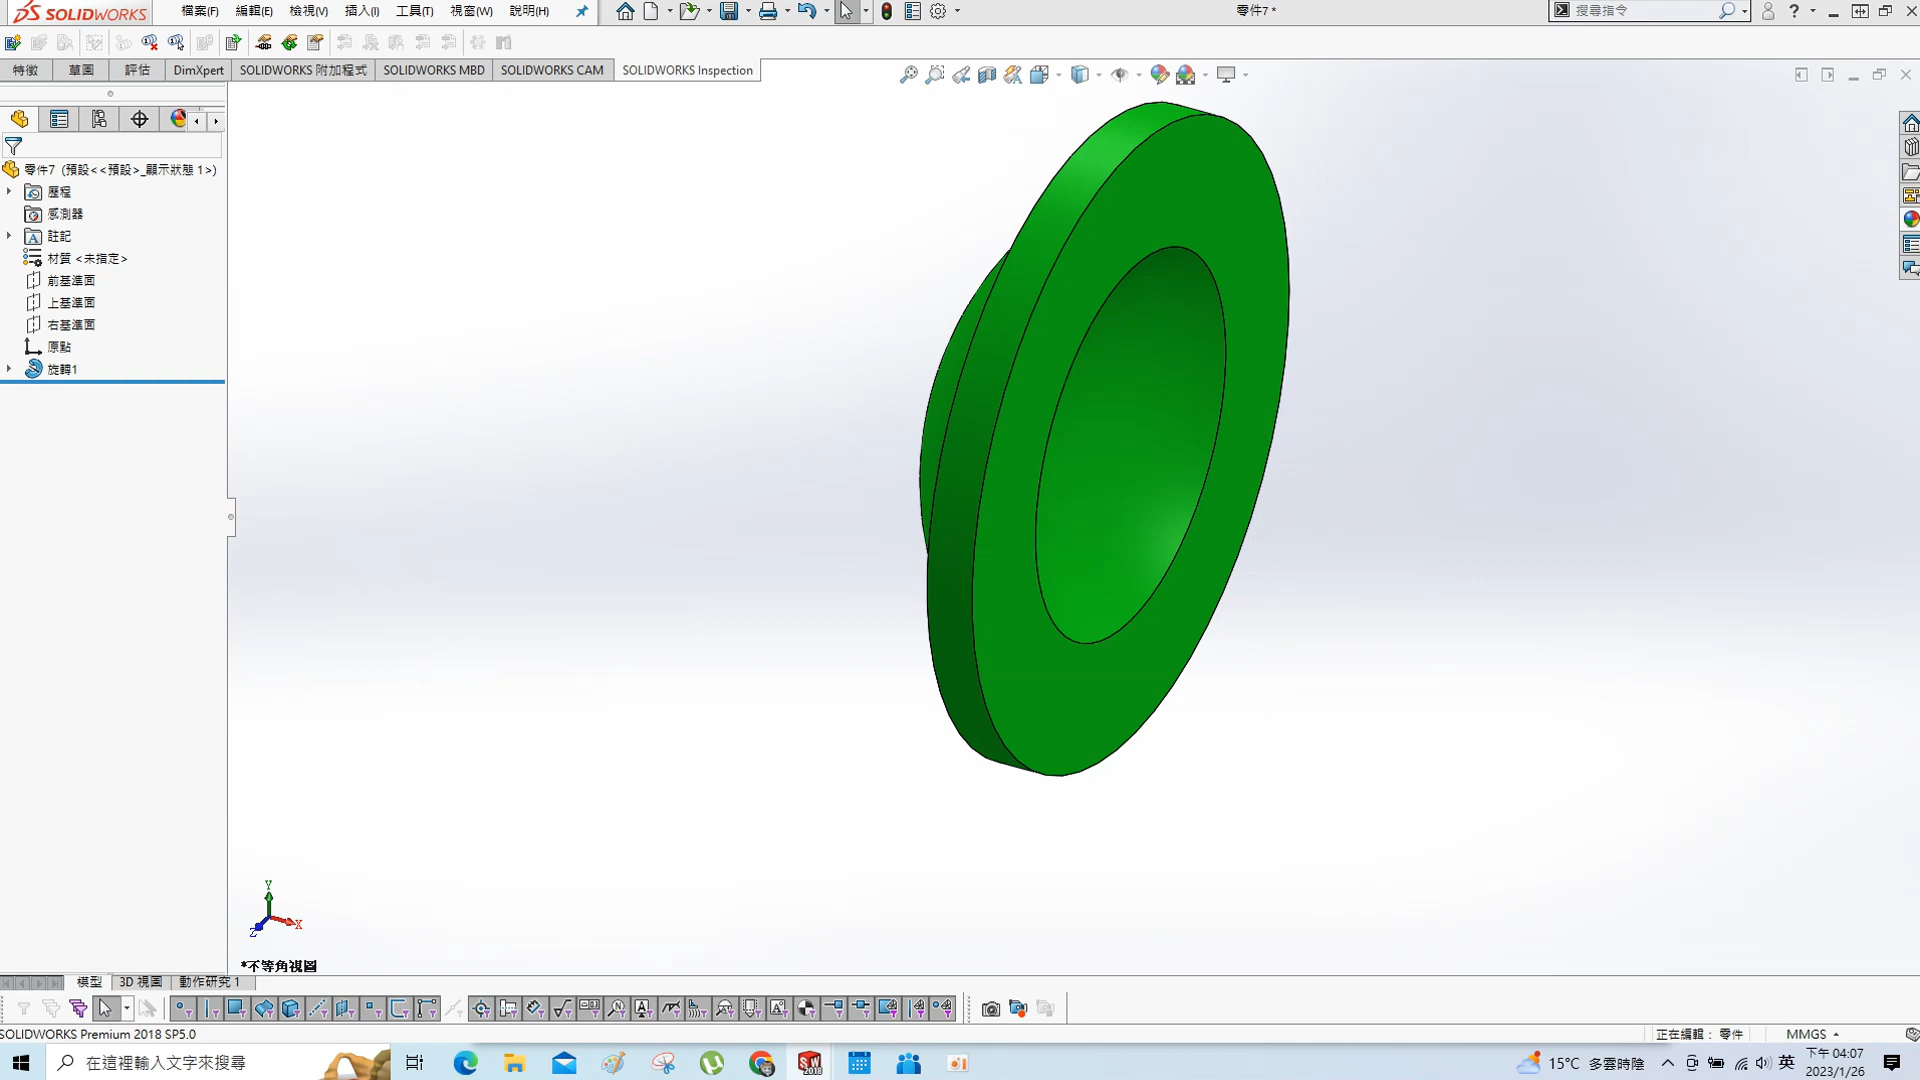 SOLIDWORKS 檔案(F) 編輯(E) 檢視(V) 插入(I) 工具(T) 視窗(W) 說明(H) 零件7 * 搜尋指令
特徵 草圖 評估 DimXpert SOLIDWORKS 附加程式 SOLIDWORKS MBD SOLIDWORKS CAM SOLIDWORKS Inspection
零件7 (預設<<預設>_顯示狀態 1>)
歷程
感測器
註記
材質 <未指定>
前基準面
上基準面
右基準面
原點
旋轉1
Y
X
Z
*不等角視圖
模型 3D 視圖 動作研究 1
SOLIDWORKS Premium 2018 SP5.0 正在編輯： 零件 MMGS
在這裡輸入文字來搜尋 15°C 多雲時陰 英 下午 04:07
2023/1/26